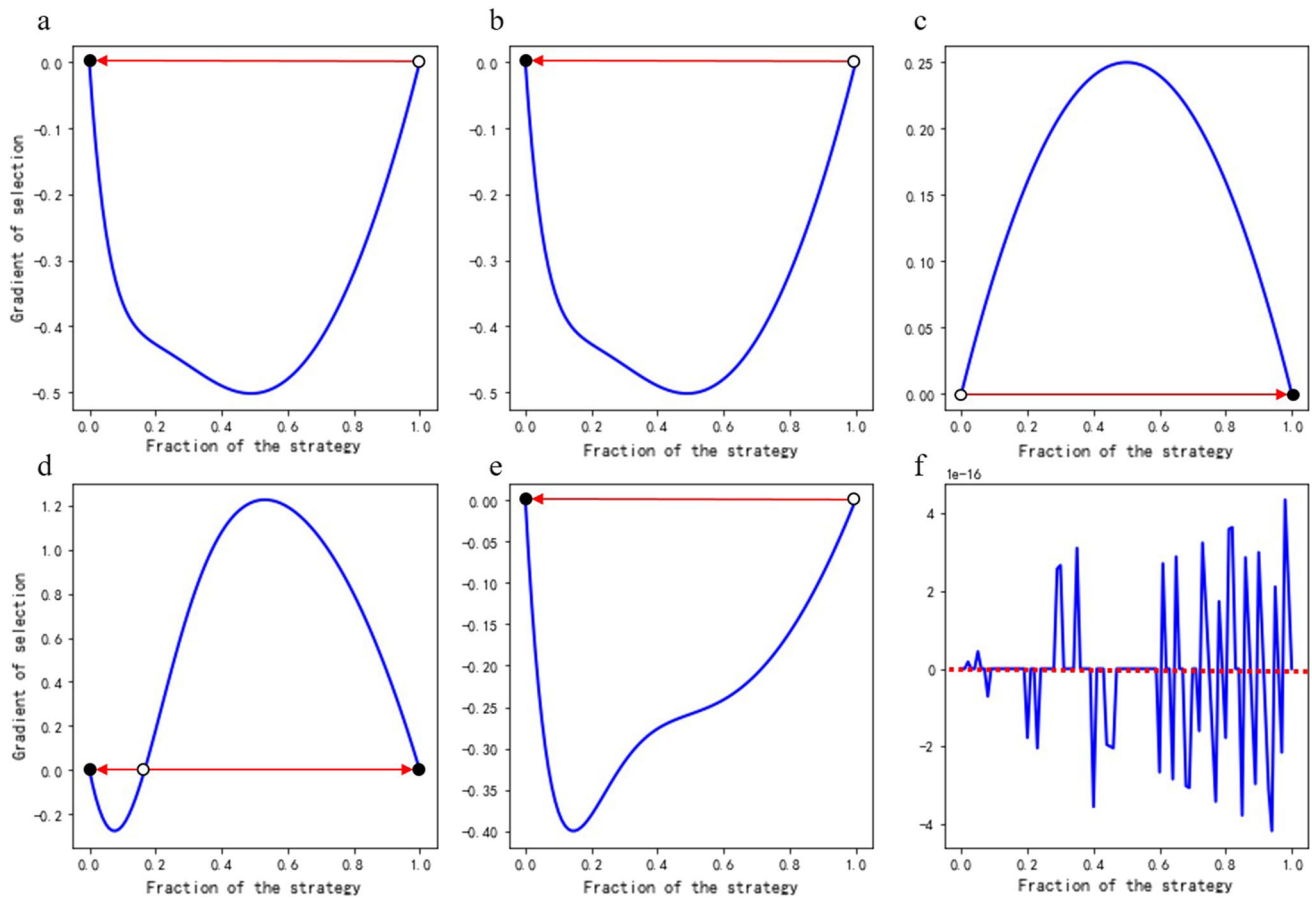 a
b
c
0.0
-0.1
-0.2
-0.3
-0.4
-0.5
Gradient of selection
0.0 0.2 0.4 0.6 0.8 1.0
Fraction of the strategy
0.0
-0.1
-0.2
-0.3
-0.4
-0.5
0.0 0.2 0.4 0.6 0.8 1.0
Fraction of the strategy
0.25
0.20
0.15
0.10
0.05
0.00
0.0 0.2 0.4 0.6 0.8 1.0
Fraction of the strategy
d
e
f
1.2
1.0
0.8
0.6
0.4
0.2
0.0
-0.2
Gradient of selection
0.0 0.2 0.4 0.6 0.8 1.0
Fraction of the strategy
0.00
-0.05
-0.10
-0.15
-0.20
-0.25
-0.30
-0.35
-0.40
0.0 0.2 0.4 0.6 0.8 1.0
Fraction of the strategy
1e-16
4
2
0
-2
-4
0.0 0.2 0.4 0.6 0.8 1.0
Fraction of the strategy